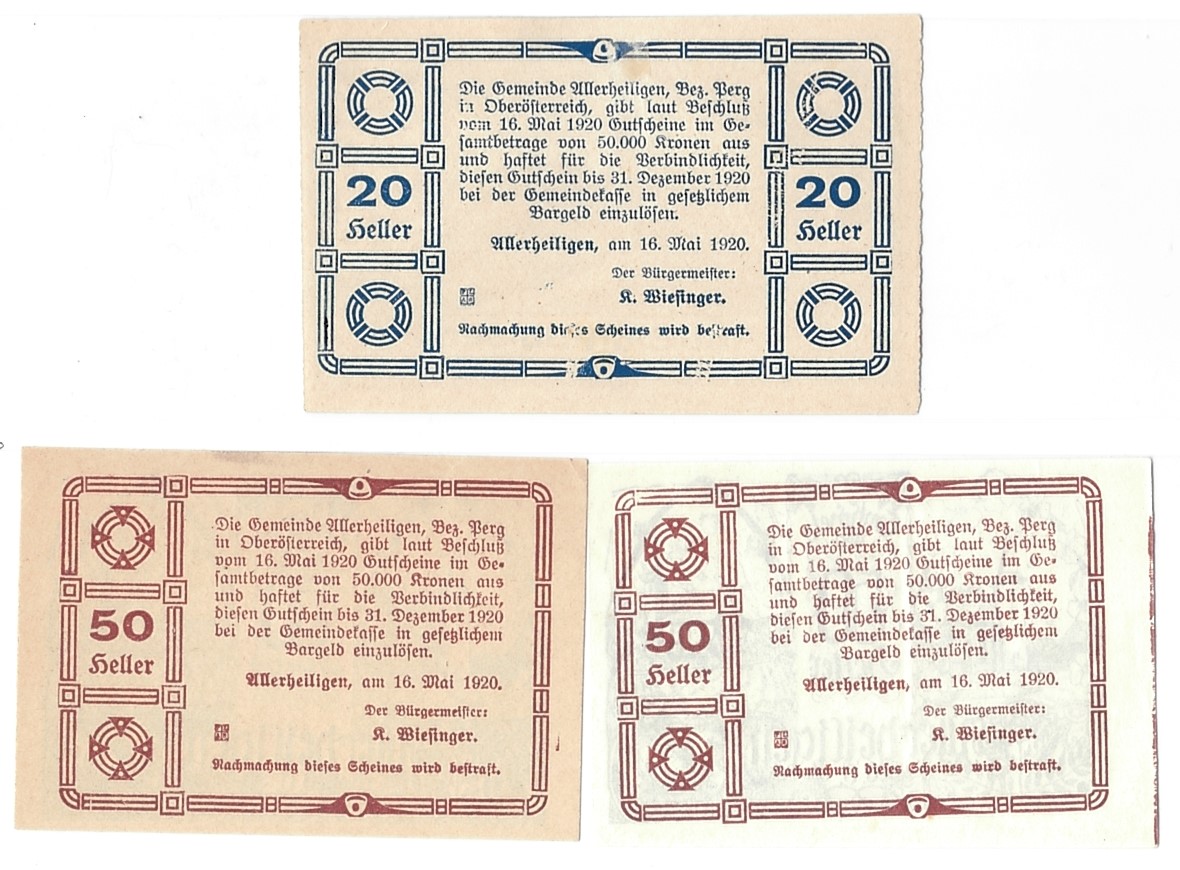 Die Gemeinde Allerheiligen, Bez. Perg
in Oberösterreich, gibt laut Beschluß
vom 16. Mai 1920 Gutscheine im Ge-
samtbetrage von 50.000 Kronen aus
und haftet für die Verbindlichkeit,
diesen Gutschein bis 31. Dezember 1920
bei der Gemeindekasse in gesetzlichem
Bargeld einzulösen.
Allerheiligen, am 16. Mai 1920.
Der Bürgermeister:
K. Wiesinger.
Nachmachung dieses Scheines wird bestraft.
20
Heller
20
Heller
Die Gemeinde Allerheiligen, Bez. Perg
in Oberösterreich, gibt laut Beschluß
vom 16. Mai 1920 Gutscheine im Ge-
samtbetrage von 50.000 Kronen aus
und haftet für die Verbindlichkeit,
diesen Gutschein bis 31. Dezember 1920
bei der Gemeindekasse in gesetzlichem
Bargeld einzulösen.
Allerheiligen, am 16. Mai 1920.
Der Bürgermeister:
K. Wiesinger.
Nachmachung dieses Scheines wird bestraft.
50
Heller
Die Gemeinde Allerheiligen, Bez. Perg
in Oberösterreich, gibt laut Beschluß
vom 16. Mai 1920 Gutscheine im Ge-
samtbetrage von 50.000 Kronen aus
und haftet für die Verbindlichkeit,
diesen Gutschein bis 31. Dezember 1920
bei der Gemeindekasse in gesetzlichem
Bargeld einzulösen.
Allerheiligen, am 16. Mai 1920.
Der Bürgermeister:
K. Wiesinger.
Nachmachung dieses Scheines wird bestraft.
50
Heller